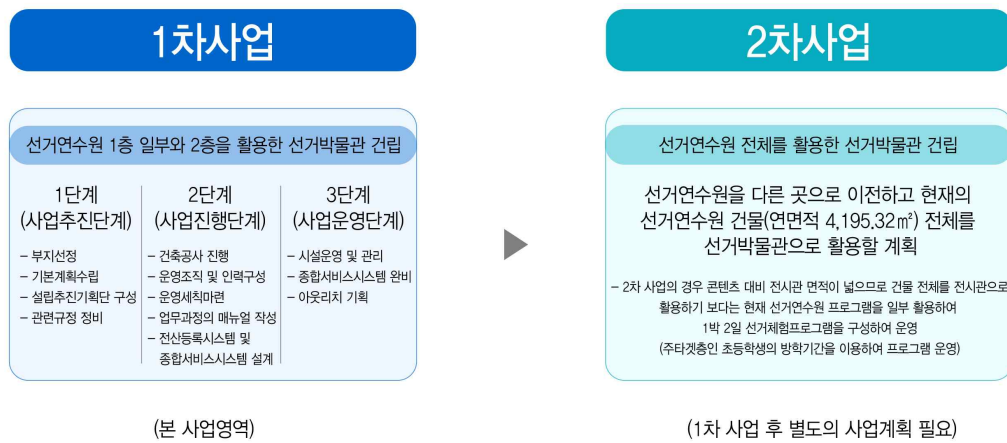 1차사업
선거연수원 1층 일부와 2층을 활용한 선거박물관 건립
1단계
(사업추진단계)
- 부지선정
- 기본계획수립
- 설립추진기획단 구성
- 관련규정 정비
2단계
(사업진행단계)
- 건축공사 진행
- 운영조직 및 인력구성
- 운영세칙마련
- 업무과정의 매뉴얼 작성
- 전산등록시스템 및
종합서비스시스템 설계
3단계
(사업운영단계)
- 시설운영 및 관리
- 종합서비스시스템 완비
- 아웃리치 기획
(본 사업영역)
2차사업
선거연수원 전체를 활용한 선거박물관 건립
선거연수원을 다른 곳으로 이전하고 현재의
선거연수원 건물(연면적 4,195.32㎡) 전체를
선거박물관으로 활용할 계획
- 2차 사업의 경우 콘텐츠 대비 전시관 면적이 넓으므로 건물 전체를 전시관으로
활용하기 보다는 현재 선거연수원 프로그램을 일부 활용하여
1박 2일 선거체험프로그램을 구성하여 운영
(주타겟층인 초등학생의 방학기간을 이용하여 프로그램 운영)
(1차 사업 후 별도의 사업계획 필요)